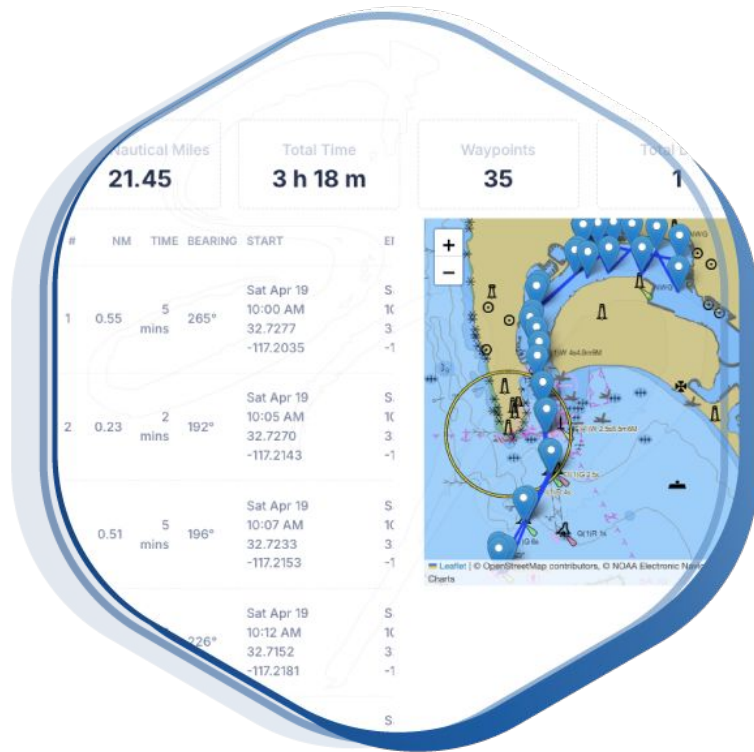 Nautical Miles
21.45
Total Time
3 h 18 m
Waypoints
35
Total
1
# NM TIME BEARING START
1 0.55 5 mins 265° Sat Apr 19
10:00 AM
32.7277
-117.2035
2 0.23 2 mins 192° Sat Apr 19
10:05 AM
32.7270
-117.2143
0.51 5 mins 196° Sat Apr 19
10:07 AM
32.7233
-117.2153
226° Sat Apr 19
10:12 AM
32.7152
-117.2181
+
−
Leaflet | © OpenStreetMap contributors, © NOAA Electronic
Charts